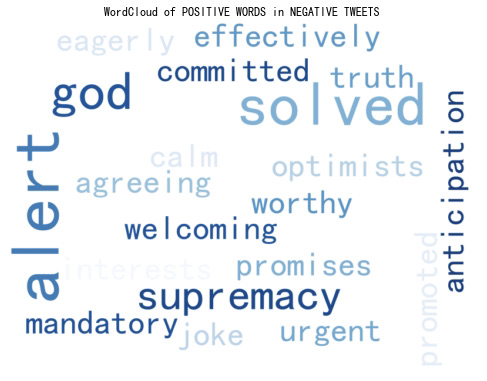 WordCloud of POSITIVE WORDS in NEGATIVE TWEETS
eagerly
effectively
committed
truth
god
solved
alert
anticipation
calm
optimists
agreeing
worthy
welcoming
interests
promises
promoted
supremacy
mandatory
joke
urgent